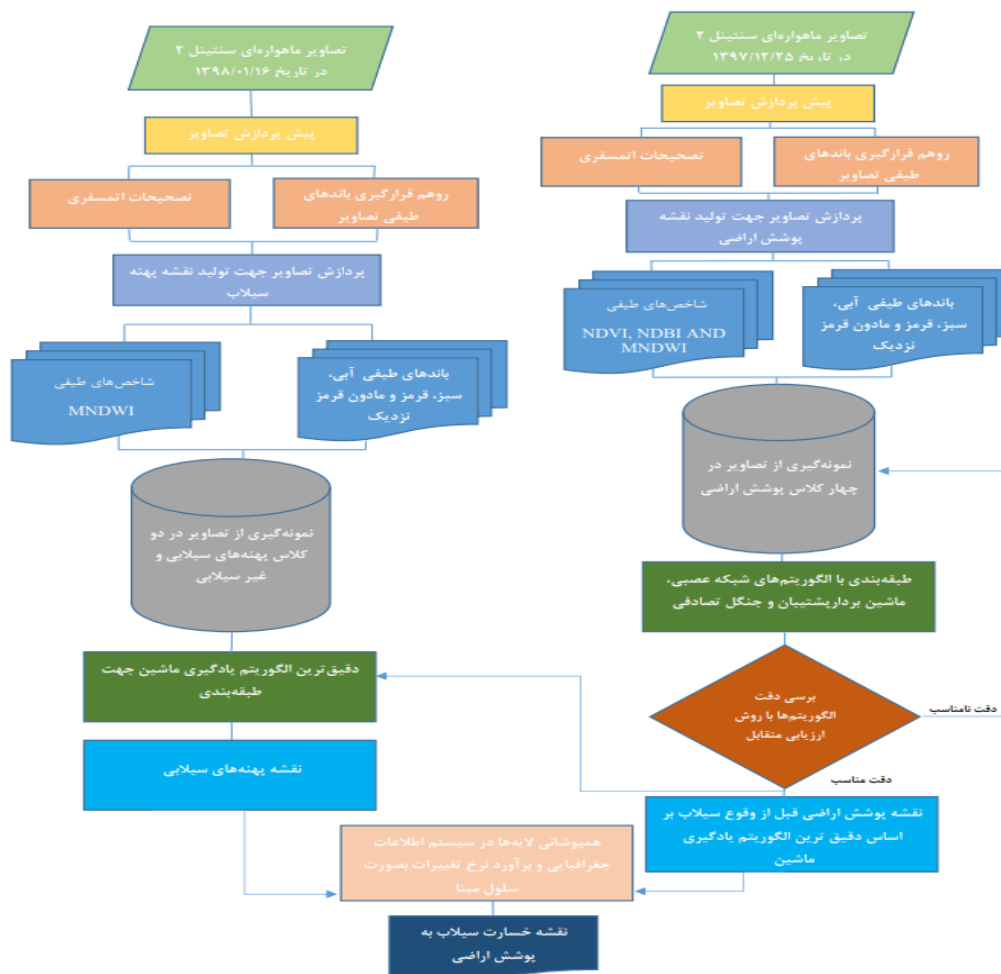 تصاویر ماهواره‌ای سنتینل ۲
در تاریخ ۱۳۹۷/۱۲/۲۵
پیش پردازش تصاویر
روهم قرارگیری باندهای
طیفی تصاویر
تصحیحات اتمسفری
پردازش تصاویر جهت تولید نقشه
پوشش اراضی
باندهای طیفی آبی،
سبز، قرمز و مادون قرمز
نزدیک
شاخص‌های طیفی
NDVI, NDBI AND
MNDWI
نمونه‌گیری از تصاویر در
چهار کلاس پوشش اراضی
طبقه‌بندی با الگوریتم‌های شبکه عصبی،
ماشین بردارپشتیبان و جنگل تصادفی
برسی دقت
الگوریتم‌ها با روش
ارزیابی متقابل
دقت نامناسب
دقت مناسب
نقشه پوشش اراضی قبل از وقوع سیلاب بر
اساس دقیق ترین الگوریتم یادگیری
ماشین
تصاویر ماهواره‌ای سنتینل ۲
در تاریخ ۱۳۹۸/۰۱/۱۶
پیش پردازش تصاویر
روهم قرارگیری باندهای
طیفی تصاویر
تصحیحات اتمسفری
پردازش تصاویر جهت تولید نقشه پهنه
سیلاب
باندهای طیفی آبی،
سبز، قرمز و مادون قرمز
نزدیک
شاخص‌های طیفی
MNDWI
نمونه‌گیری از تصاویر در دو
کلاس پهنه‌های سیلابی و
غیر سیلابی
دقیق‌ترین الگوریتم یادگیری ماشین جهت
طبقه‌بندی
نقشه پهنه‌های سیلابی
همپوشانی لایه‌ها در سیستم اطلاعات
جغرافیایی و برآورد نرخ تغییرات بصورت
سلول مبنا
نقشه خسارت سیلاب به
پوشش اراضی